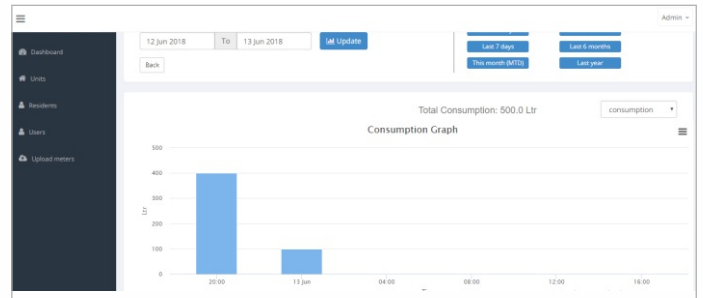 Admin
Dashboard
Units
Residents
Users
Upload meters
12 Jun 2018 To 13 Jun 2018 Update
Back
Last 7 days Last 6 months
This month (MTD) Last year
Total Consumption: 500.0 Ltr consumption
Consumption Graph
500
400
300
200
100
0
Ltr
20:00 13 Jun 04:00 08:00 12:00 16:00